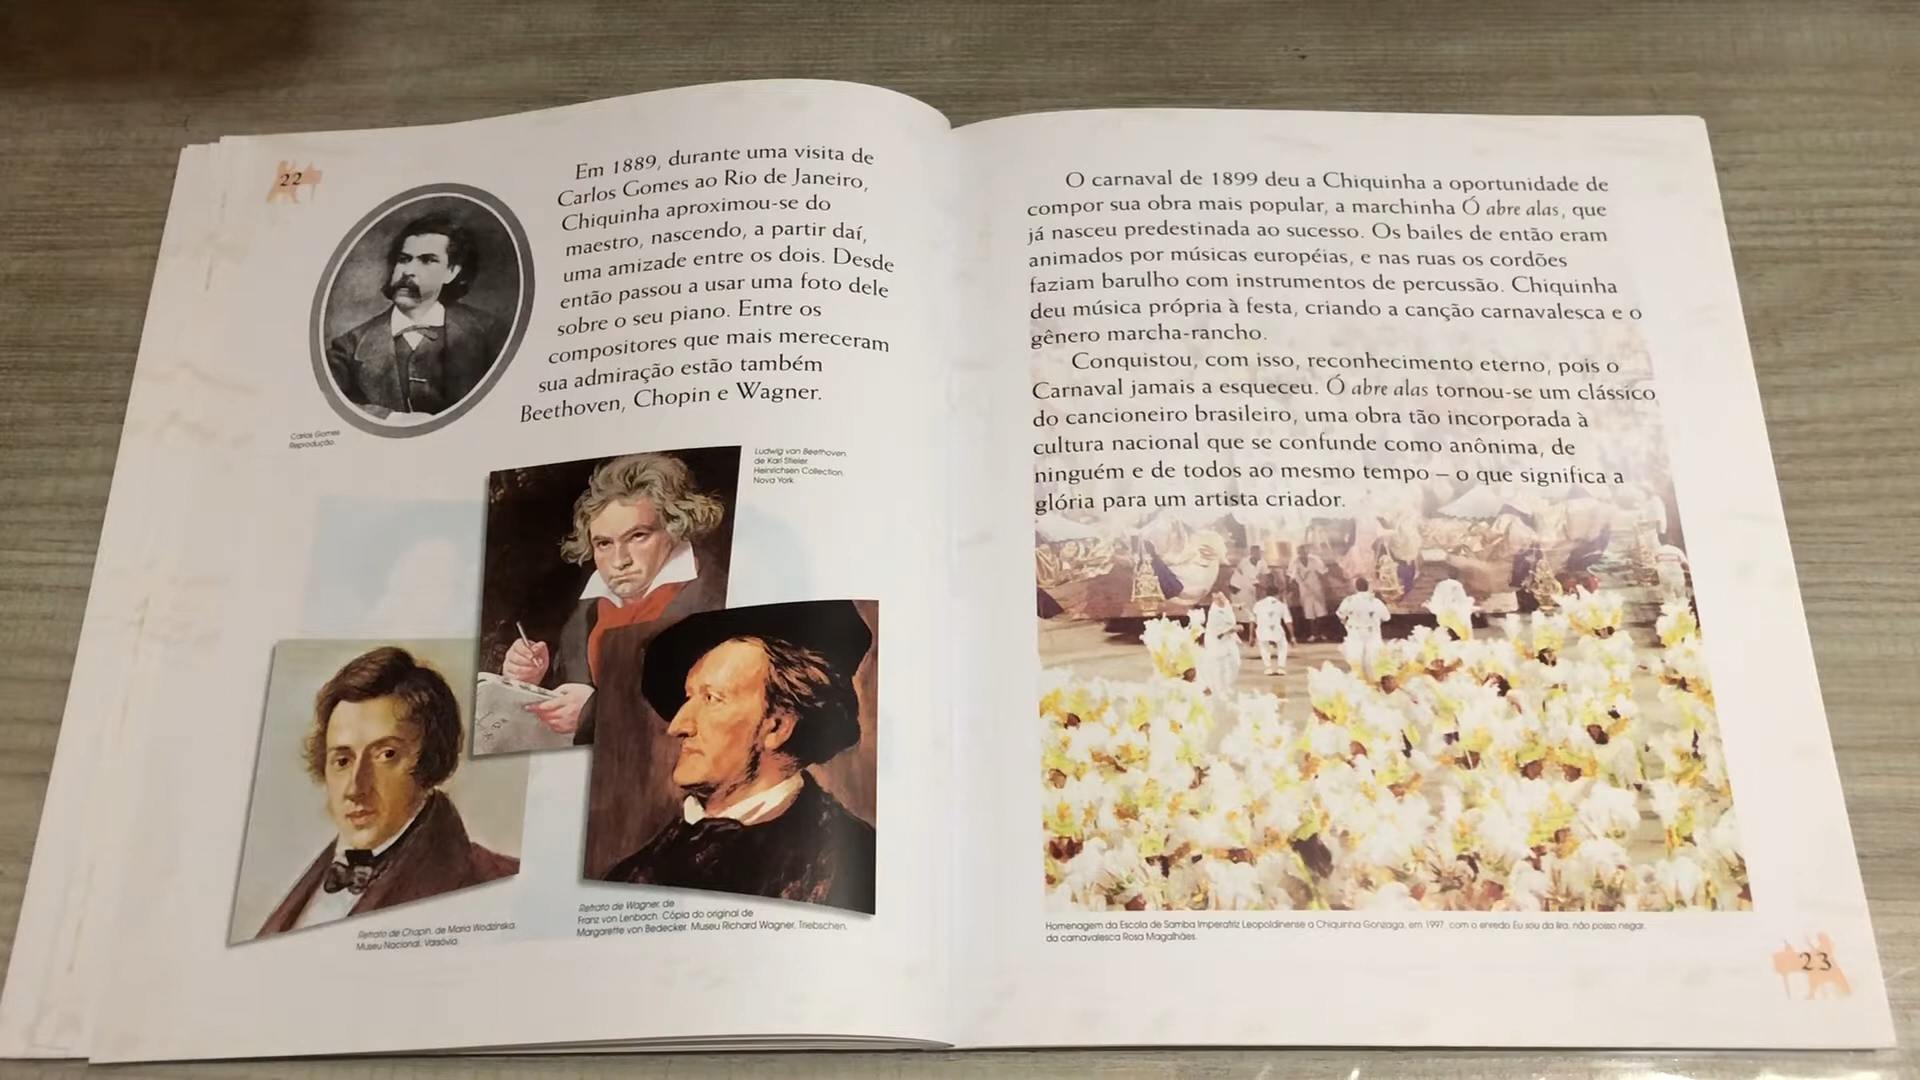 22
Em 1889, durante uma visita de
Carlos Gomes ao Rio de Janeiro,
Chiquinha aproximou-se do
maestro, nascendo, a partir daí,
uma amizade entre os dois. Desde
então passou a usar uma foto dele
sobre o seu piano. Entre os
compositores que mais mereceram
sua admiração estão também
Beethoven, Chopin e Wagner.
Carlos Gomes
Reprodução.
Ludwig van Beethoven,
de Karl Stieler.
Heinrichsen Collection,
Nova York.
Retrato de Chopin, de Maria Wodzinska.
Museu Nacional, Varsóvia.
Retrato de Wagner, de
Franz von Lenbach. Cópia do original de
Margarette von Bedecker. Museu Richard Wagner, Triebschen.
O carnaval de 1899 deu a Chiquinha a oportunidade de
compor sua obra mais popular, a marchinha Ó abre alas, que
já nasceu predestinada ao sucesso. Os bailes de então eram
animados por músicas européias, e nas ruas os cordões
faziam barulho com instrumentos de percussão. Chiquinha
deu música própria à festa, criando a canção carnavalesca e o
gênero marcha-rancho.
Conquistou, com isso, reconhecimento eterno, pois o
Carnaval jamais a esqueceu. Ó abre alas tornou-se um clássico
do cancioneiro brasileiro, uma obra tão incorporada à
cultura nacional que se confunde como anônima, de
ninguém e de todos ao mesmo tempo – o que significa a
glória para um artista criador.
Homenagem da Escola de Samba Imperatriz Leopoldinense a Chiquinha Gonzaga, em 1997, com o enredo Eu sou da lira, não posso negar,
da carnavalesca Rosa Magalhães.
23